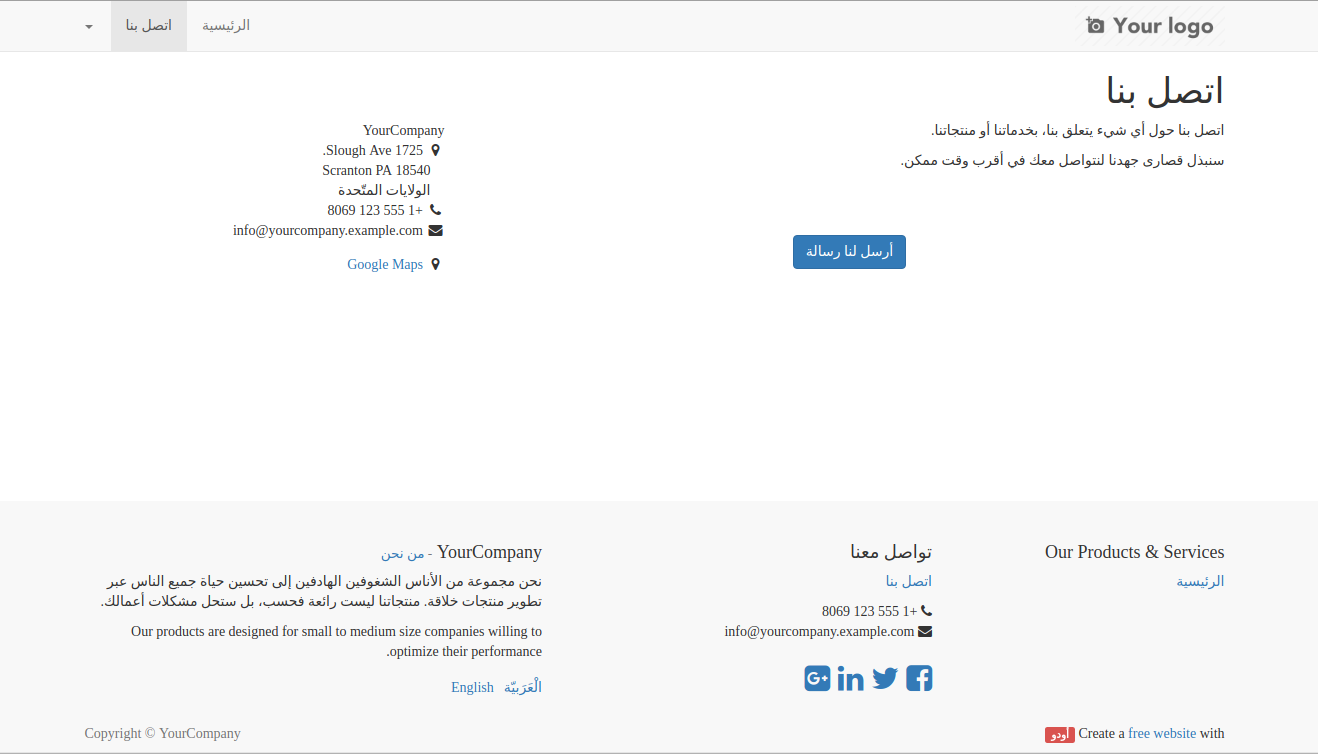 Your logo
الرئيسية
اتصل بنا
اتصل بنا
اتصل بنا حول أي شيء يتعلق بنا، بخدماتنا أو منتجاتنا.
سنبذل قصارى جهدنا لنتواصل معك في أقرب وقت ممكن.
أرسل لنا رسالة
YourCompany
1725 Slough Ave.
Scranton PA 18540
الولايات المتّحدة
+1 555 123 8069
info@yourcompany.example.com
Google Maps
Our Products & Services
الرئيسية
تواصل معنا
اتصل بنا
+1 555 123 8069
info@yourcompany.example.com
YourCompany - من نحن
نحن مجموعة من الأناس الشغوفين الهادفين إلى تحسين حياة جميع الناس عبر
تطوير منتجات خلاقة. منتجاتنا ليست رائعة فحسب، بل ستحل مشكلات أعمالك.
Our products are designed for small to medium size companies willing to
optimize their performance.
الْعَرَبيّة English
Create a free website with أودو
Copyright © YourCompany